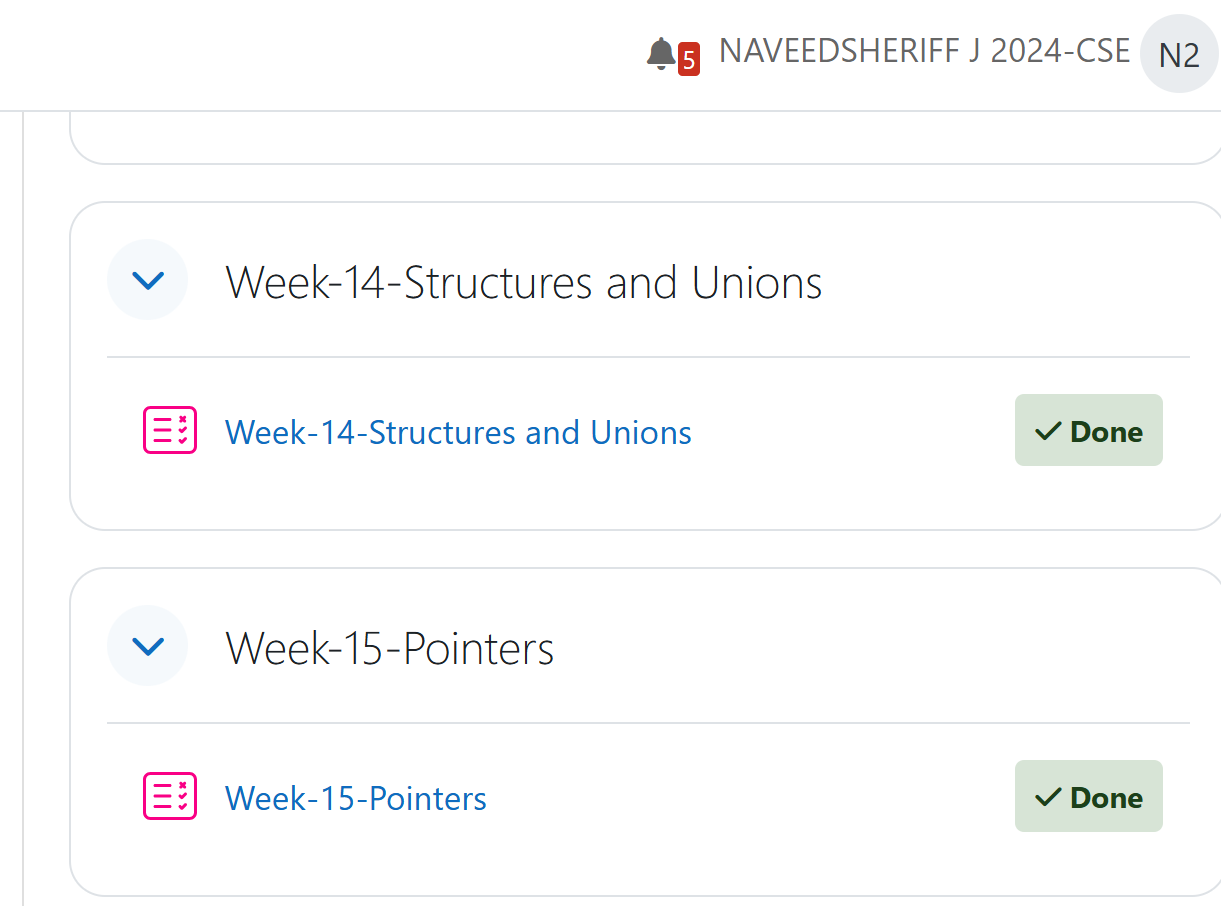 5 NAVEEDSHERIFF J 2024-CSE N2
Week-14-Structures and Unions
Week-14-Structures and Unions Done
Week-15-Pointers
Week-15-Pointers Done